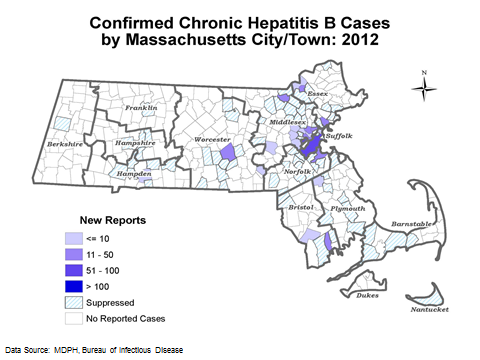 Confirmed Chronic Hepatitis B Cases
by Massachusetts City/Town: 2012
N
Essex
Franklin
Middlesex
Worcester
Suffolk
Berkshire
Hampshire
Hampden
Norfolk
Bristol
Plymouth
Barnstable
Dukes
Nantucket
New Reports
<= 10
11 - 50
51 - 100
> 100
Suppressed
No Reported Cases
Data Source: MDPH, Bureau of Infectious Disease